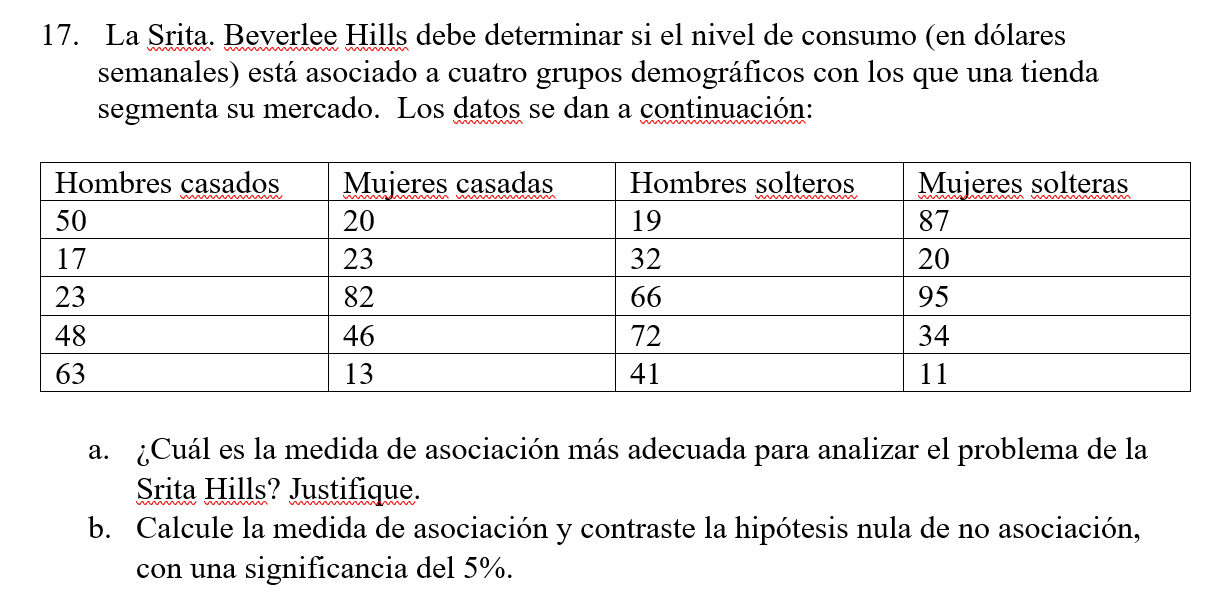 17. La Srita. Beverlee Hills debe determinar si el nivel de consumo (en dólares
semanales) está asociado a cuatro grupos demográficos con los que una tienda
segmenta su mercado. Los datos se dan a continuación:
Hombres casados Mujeres casadas Hombres solteros Mujeres solteras
50 20 19 87
17 23 32 20
23 82 66 95
48 46 72 34
63 13 41 11
a. ¿Cuál es la medida de asociación más adecuada para analizar el problema de la
Srita Hills? Justifique.
b. Calcule la medida de asociación y contraste la hipótesis nula de no asociación,
con una significancia del 5%.